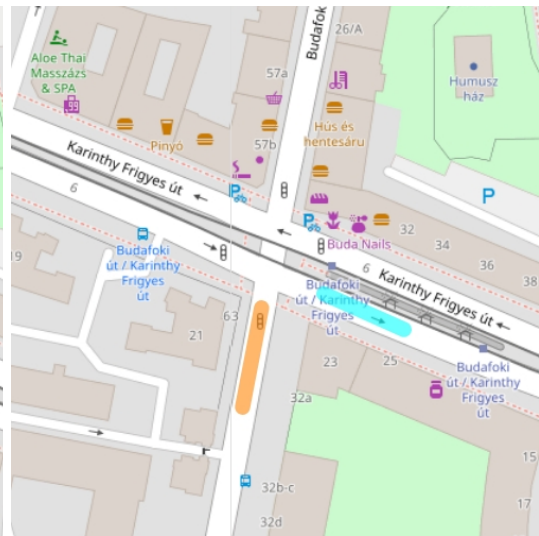 26/A
Budafok
Aloe Thai
Masszázs
& SPA
57a
Humusz
ház
Hús és
hentesáru
Pinyó
57b
Karinthy Frigyes út
P
P
6
P
32
Buda Nails
34
19
Budafoki
út / Karinthy
Frigyes
út
6
36
Karinthy Frigyes út
38
Budafoki
út / Karinthy
Frigyes
út
63
21
23
25
Budafoki
út / Karinthy
Frigyes
út
32a
15
32b-c
17
32d